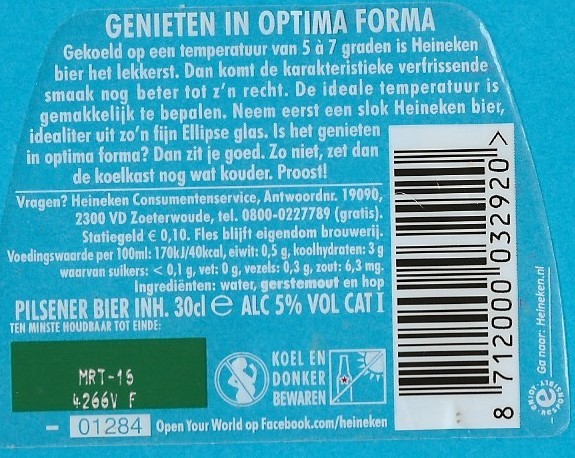 GENIETEN IN OPTIMA FORMA
Gekoeld op een temperatuur van 5 à 7 graden is Heineken
bier het lekkerst. Dan komt de karakteristieke verfrissende
smaak nog beter tot z'n recht. De ideale temperatuur is
gemakkelijk te bepalen. Neem eerst een slok Heineken bier,
idealiter uit zo'n fijn Ellipse glas. Is het genieten
in optima forma? Dan zit je goed. Zo niet, zet dan
de koelkast nog wat kouder. Proost!
Vragen? Heineken Consumentenservice, Antwoordnr. 19090,
2300 VD Zoeterwoude, tel. 0800-0227789 (gratis).
Statiegeld € 0,10. Fles blijft eigendom brouwerij.
Voedingswaarde per 100ml: 170kJ/40kcal, eiwit: 0,5 g, koolhydraten: 3 g
waarvan suikers: < 0,1 g, vet: 0 g, vezels: 0,3 g, zout: 6,3 mg.
Ingrediënten: water, gerstemout en hop
PILSENER BIER INH. 30cl e ALC 5% VOL CAT I
TEN MINSTE HOUDBAAR TOT EINDE:
MRT-15
4266V F
KOEL EN
DONKER
BEWAREN
01284 Open Your World op Facebook.com/heineken
8 712000 032920 >
Ga naar: Heineken.nl
ENJOY RESPONSIBLY